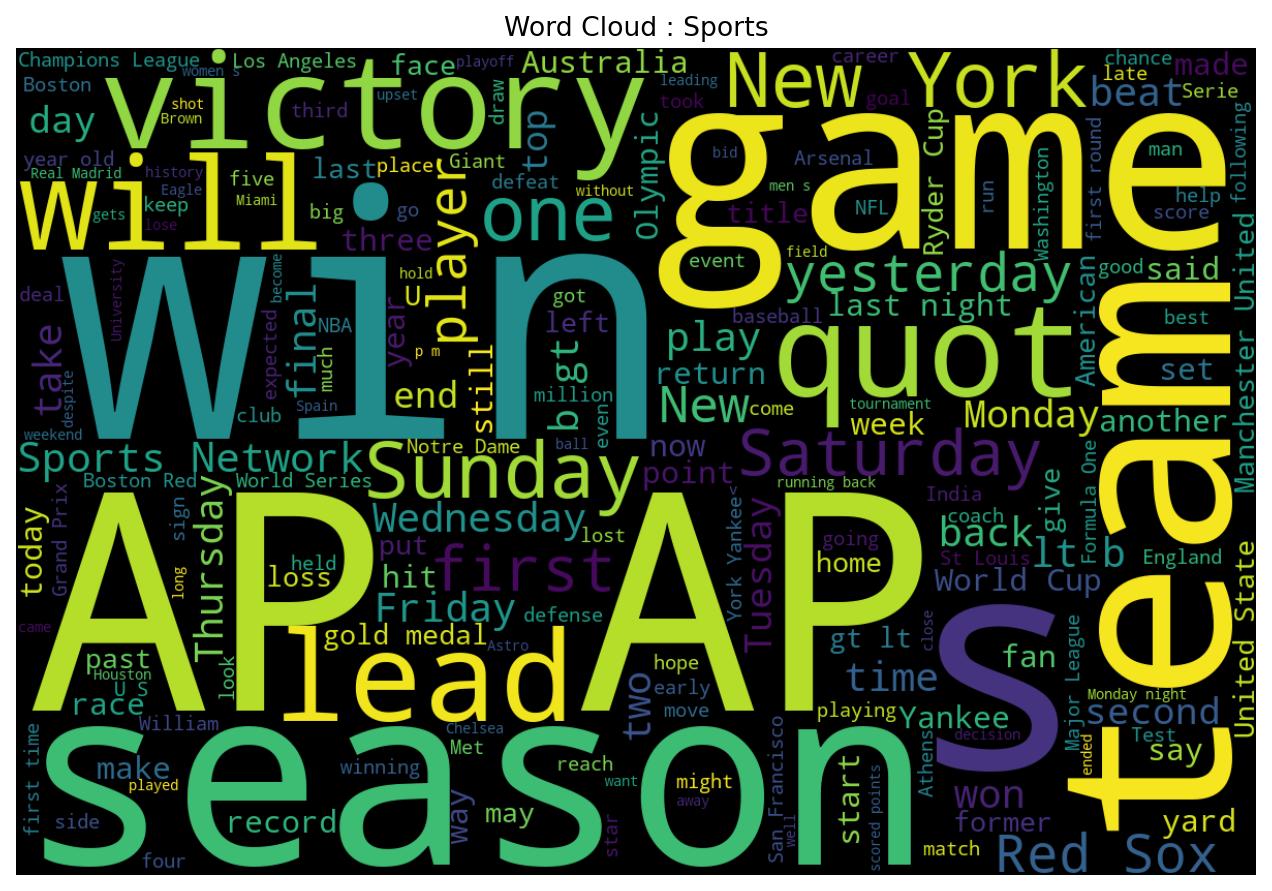 Word Cloud : Sports
Champions League
Los Angeles
women s
face
playoff
Australia
New York
career
chance
made
late
Boston
victory
shot
Brown
third
upset
draw
leading
took
goal
beat
Serie
day
top
olympic
game
Ryder Cup
first round
man
following
year old
Real Madrid
history
Eagle
will
gets
keep
lose
five
Miami
last
place
big
go
three
player
Giant
defeat
without
one
bid
men s
Arsenal
title
NFL
run
Washington
help
score
win
deal
University
become
expected
final
NBA
much
year
hold
U
p m
still
got
left
b gt
million
even
event
field
yesterday
last night
baseball
play
return
quot
American
good
said
best
set
Manchester United
take
despite
weekend
club
Spain
end
Notre Dame
ball
New
come
tournament
week
Monday
another
team
Sports Network
Boston Red
World Series
Sunday
now
point
Saturday
running back
India
coach
back
give
Formula One
St Louis
lt b
England
World Cup
today
Grand Prix
sign
long
Thursday
held
loss
Wednesday
put
hit
first
lost
York Yankee<
Tuesday
going
home
AP AP
came
past
Houston
U S
race
look
William
Friday
defense
gold medal
Astro
lead
hope
early
move
two
gt lt
time
close
s
fan
Major League
Monday night
second
United State
Test
say
ended
first time
season
make
played
side
four
record
winning
Chelsea
Met
way
reach
may
want
star
might
away
San Francisco
well
playing
start
scored points
Yankee
Athens
decision
won
former
match
Red Sox
yard